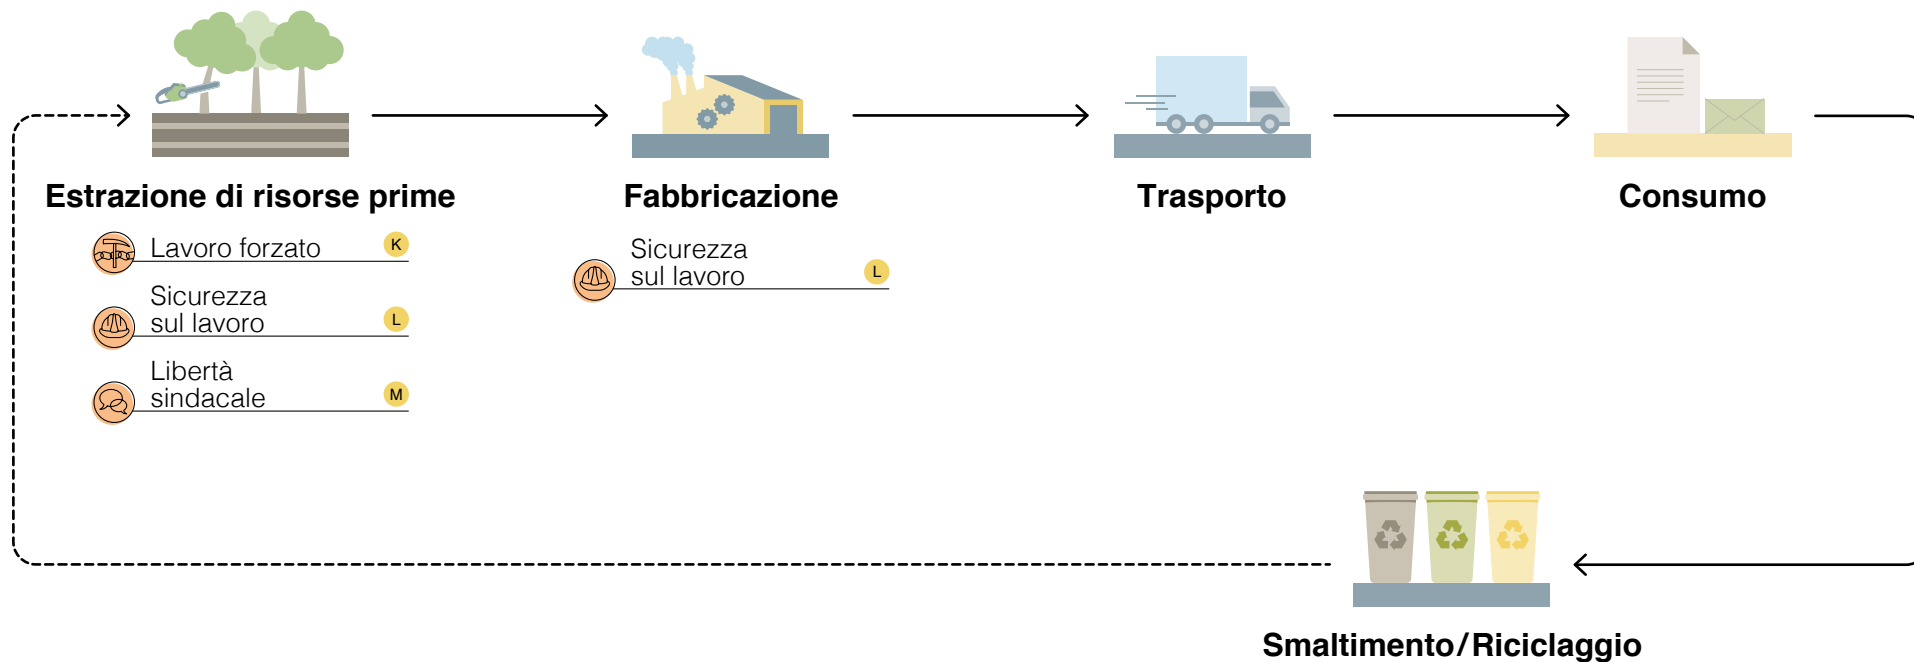 Estrazione di risorse prime
Lavoro forzato K
Sicurezza
sul lavoro L
Libertà
sindacale M
Fabbricazione
Sicurezza
sul lavoro L
Trasporto
Consumo
Smaltimento/Riciclaggio